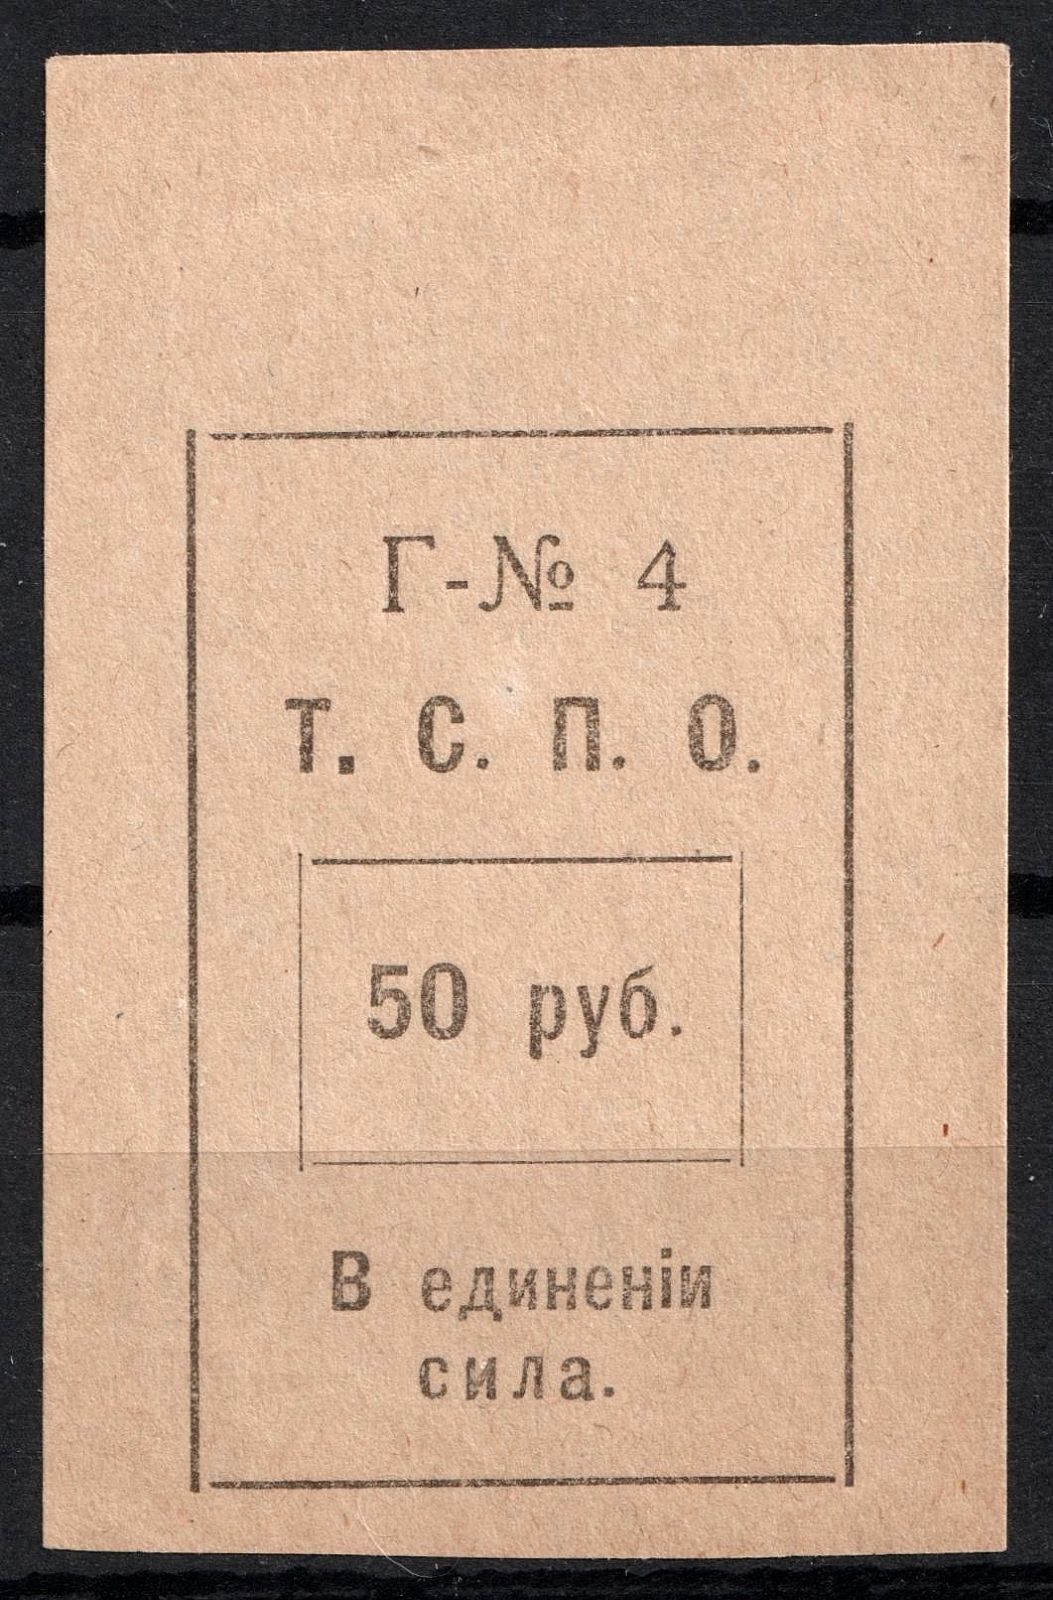 Г-№ 4
Т. С. П. О.
50 руб.
В единеніи
сила.